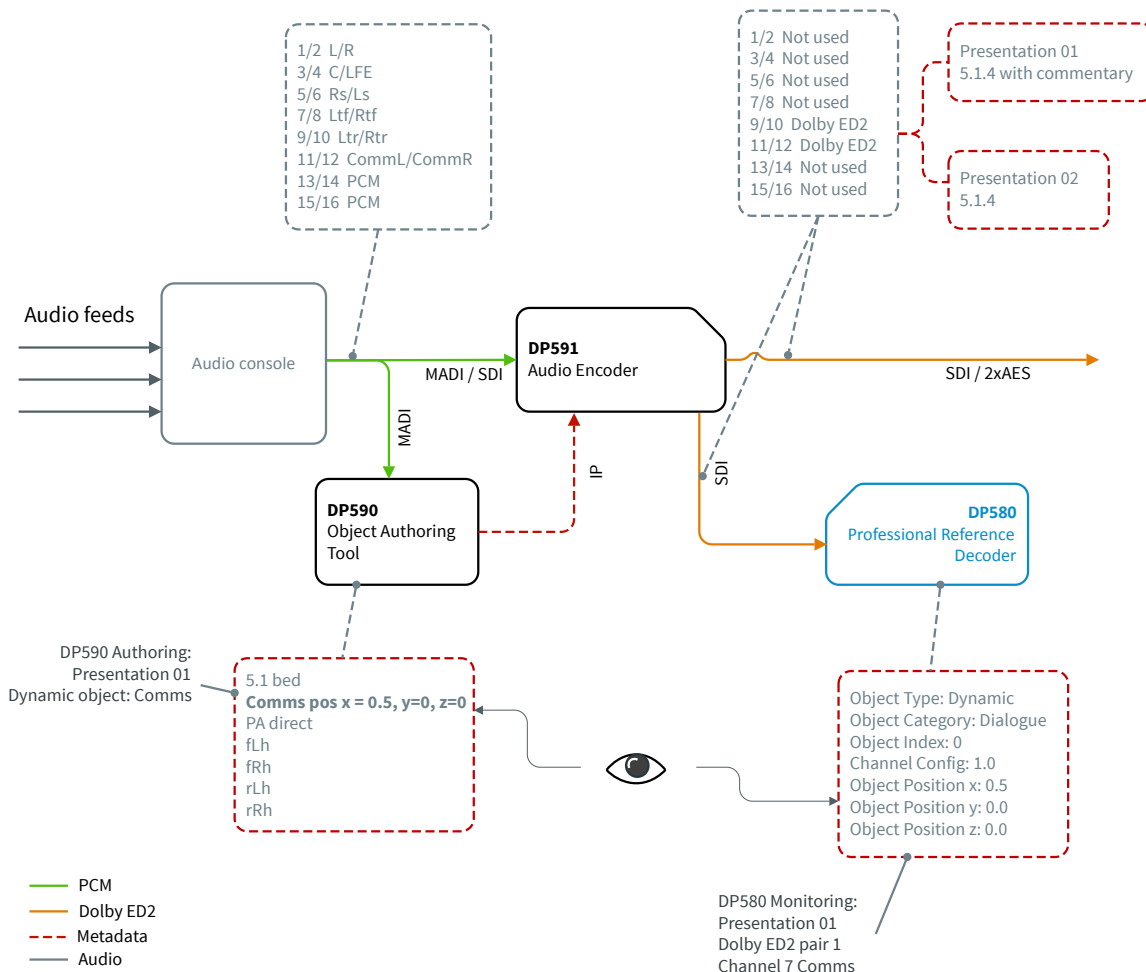 1/2 L/R
3/4 C/LFE
5/6 Rs/Ls
7/8 Ltf/Rtf
9/10 Ltr/Rtr
11/12 CommL/CommR
13/14 PCM
15/16 PCM
1/2 Not used
3/4 Not used
5/6 Not used
7/8 Not used
9/10 Dolby ED2
11/12 Dolby ED2
13/14 Not used
15/16 Not used
Presentation 01
5.1.4 with commentary
Presentation 02
5.1.4
Audio feeds
Audio console
MADI / SDI
MADI
DP591
Audio Encoder
SDI / 2xAES
IP
SDI
DP590
Object Authoring
Tool
DP580
Professional Reference
Decoder
DP590 Authoring:
Presentation 01
Dynamic object: Comms
5.1 bed
Comms pos x = 0.5, y=0, z=0
PA direct
fLh
fRh
rLh
rRh
Object Type: Dynamic
Object Category: Dialogue
Object Index: 0
Channel Config: 1.0
Object Position x: 0.5
Object Position y: 0.0
Object Position z: 0.0
PCM
Dolby ED2
Metadata
Audio
DP580 Monitoring:
Presentation 01
Dolby ED2 pair 1
Channel 7 Comms